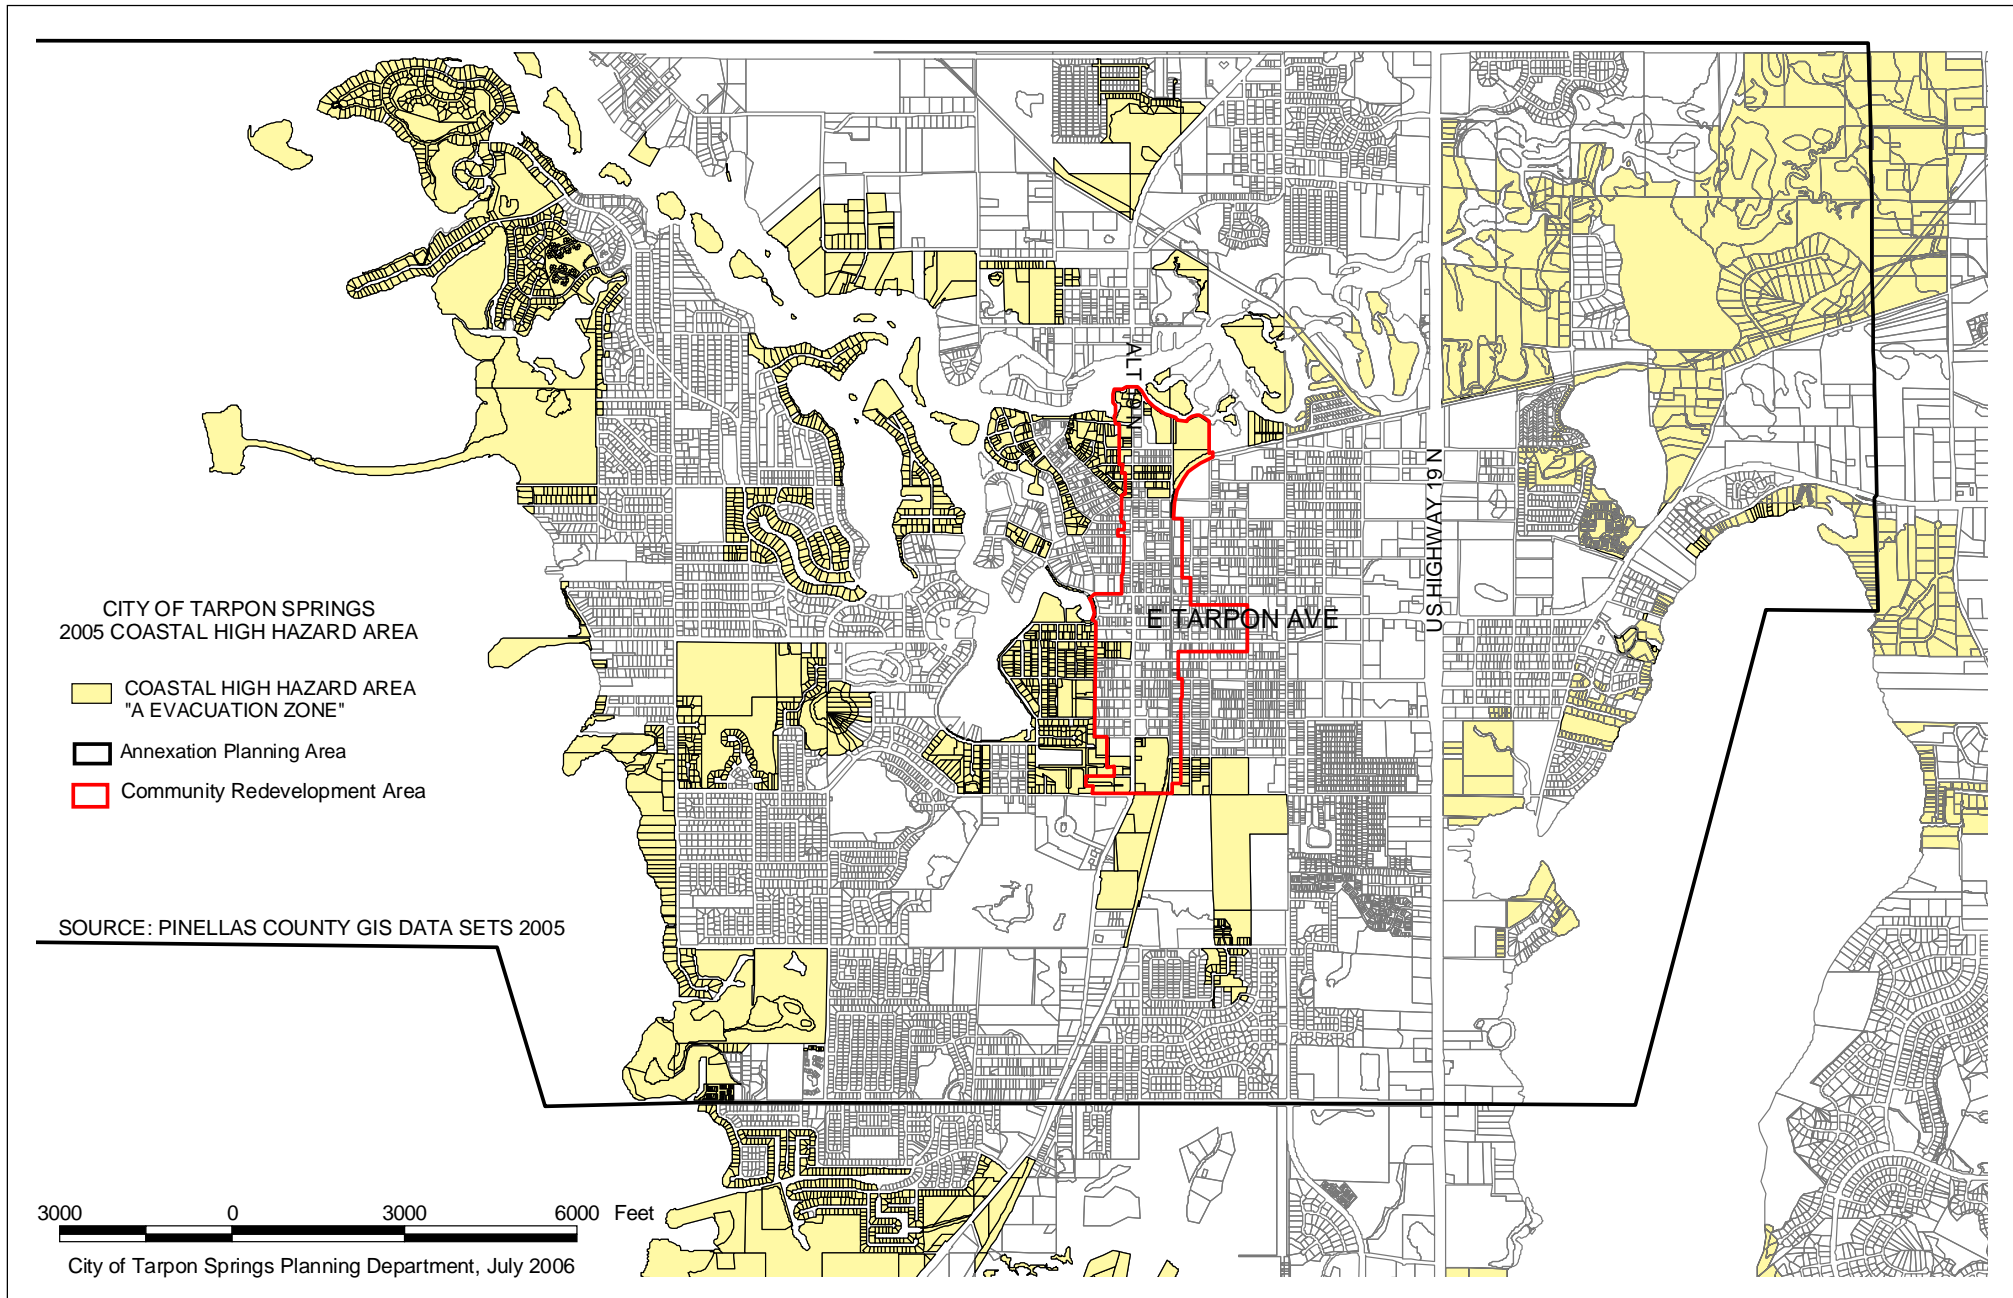 ALT 19 N
US HIGHWAY 19 N
E TARPON AVE
CITY OF TARPON SPRINGS
2005 COASTAL HIGH HAZARD AREA
COASTAL HIGH HAZARD AREA
"A EVACUATION ZONE"
Annexation Planning Area
Community Redevelopment Area
SOURCE: PINELLAS COUNTY GIS DATA SETS 2005
3000 0 3000 6000 Feet
City of Tarpon Springs Planning Department, July 2006